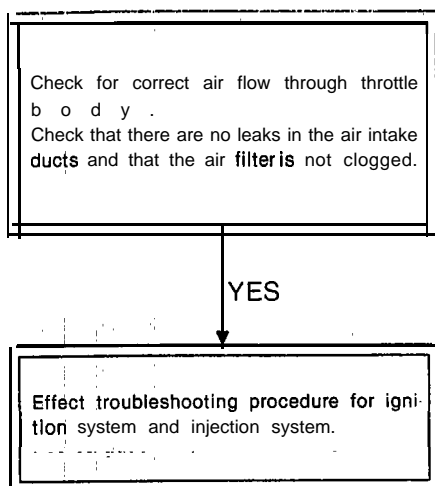 Check for correct air flow through throttle
b o d y .
Check that there are no leaks in the air intake
ducts and that the air filter is not clogged.
YES
Effect troubleshooting procedure for igni-
tion system and injection system.